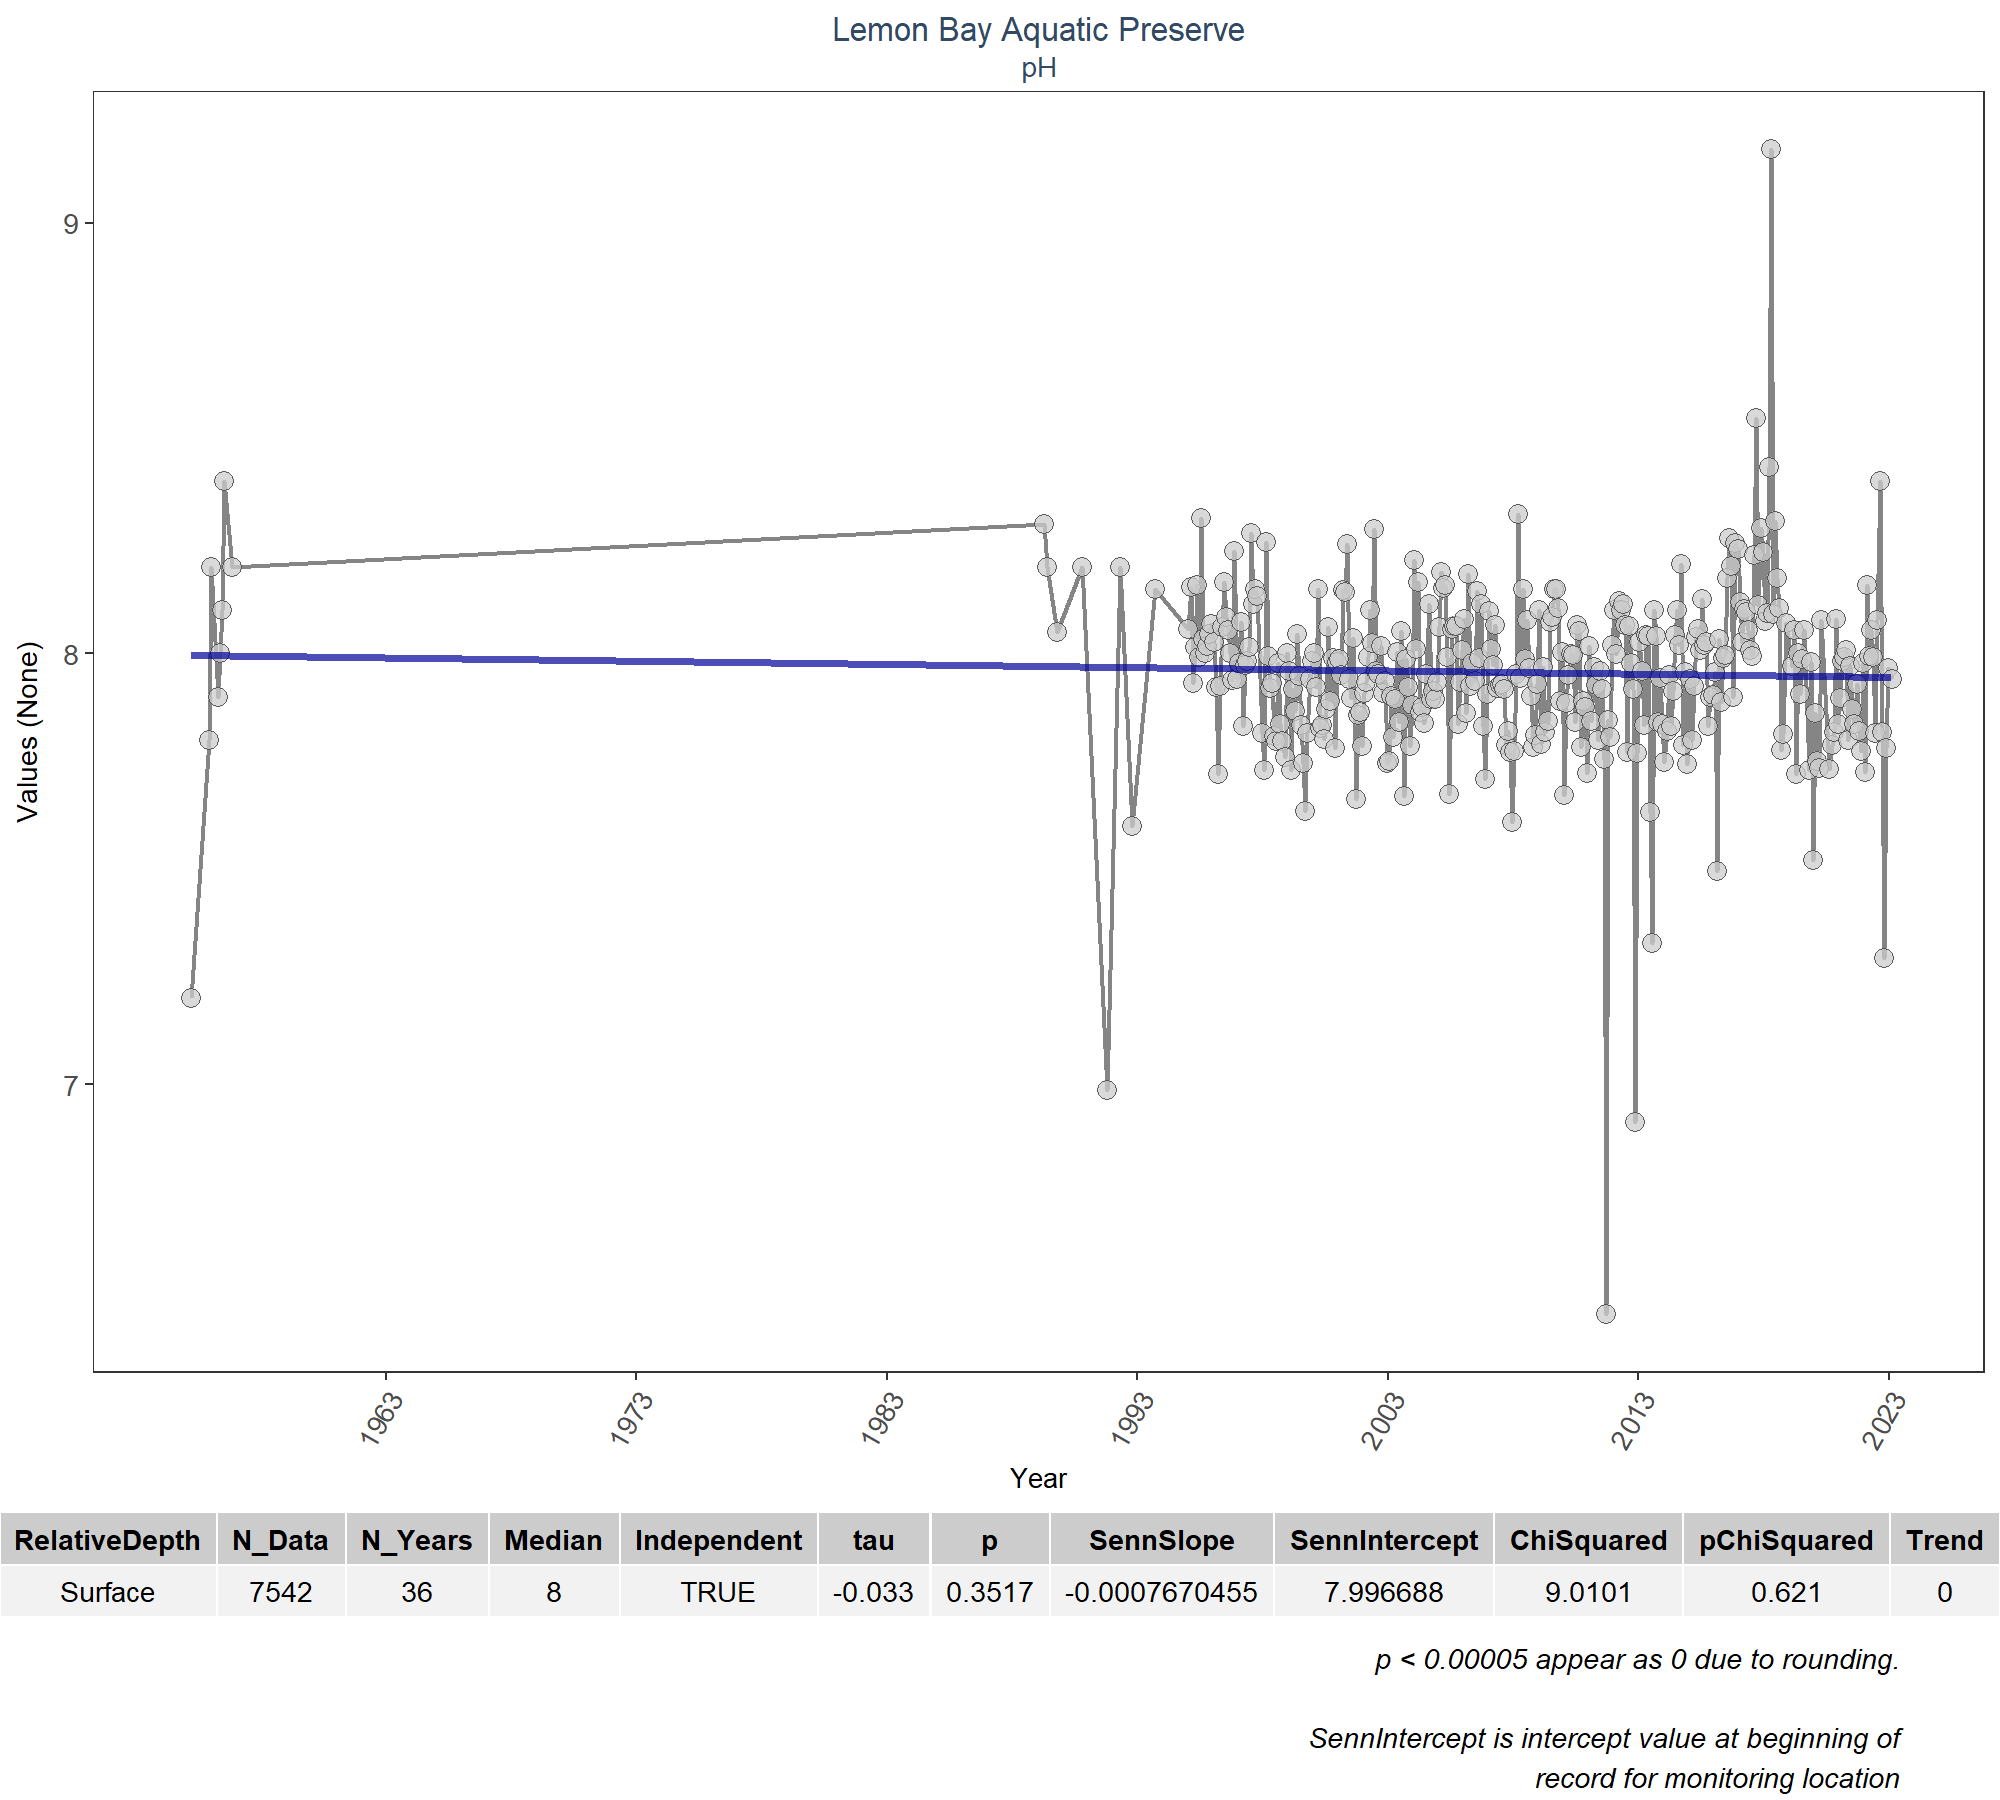 Lemon Bay Aquatic Preserve
pH
9
8
7
Values (None)
1963
1973
1983
1993
2003
2013
2023
Year
RelativeDepth N_Data N_Years Median Independent tau p SennSlope SennIntercept ChiSquared pChiSquared Trend
Surface 7542 36 8 TRUE -0.033 0.3517 -0.0007670455 7.996688 9.0101 0.621 0
p < 0.00005 appear as 0 due to rounding.
SennIntercept is intercept value at beginning of
record for monitoring location